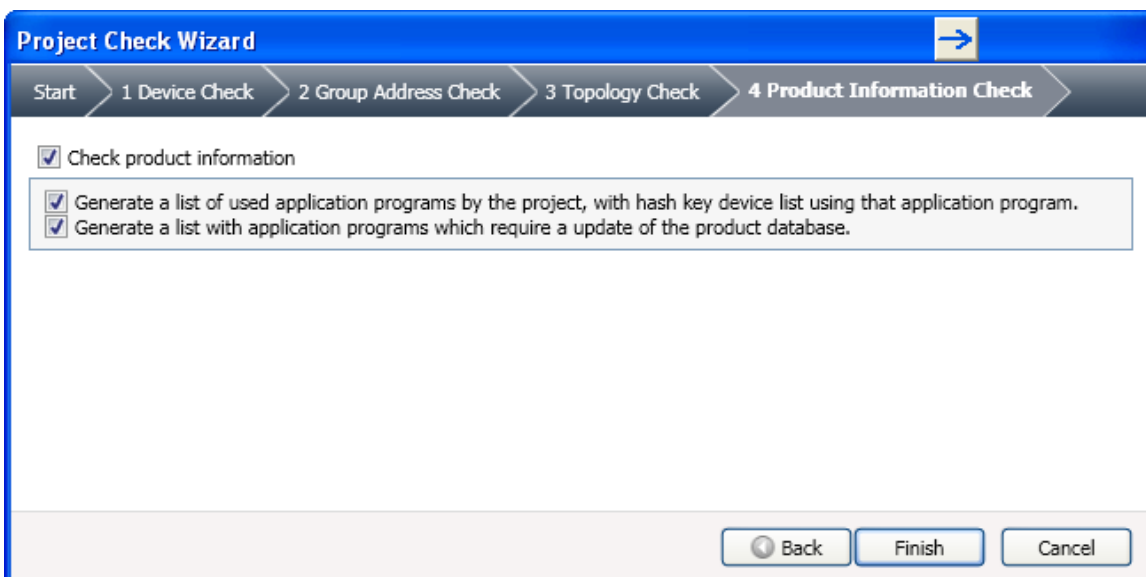 Project Check Wizard
Start 1 Device Check 2 Group Address Check 3 Topology Check 4 Product Information Check
Check product information
Generate a list of used application programs by the project, with hash key device list using that application program.
Generate a list with application programs which require a update of the product database.
Back Finish Cancel